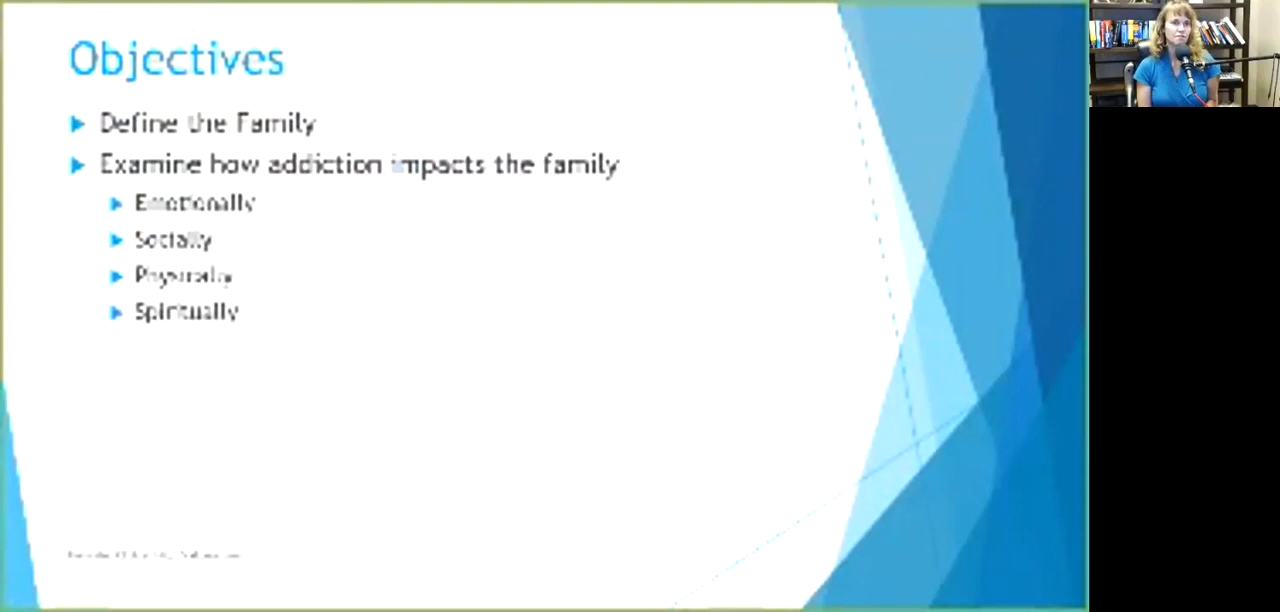 Objectives
Define the Family
Examine how addiction impacts the family
Emotionally
Socially
Physically
Spiritually